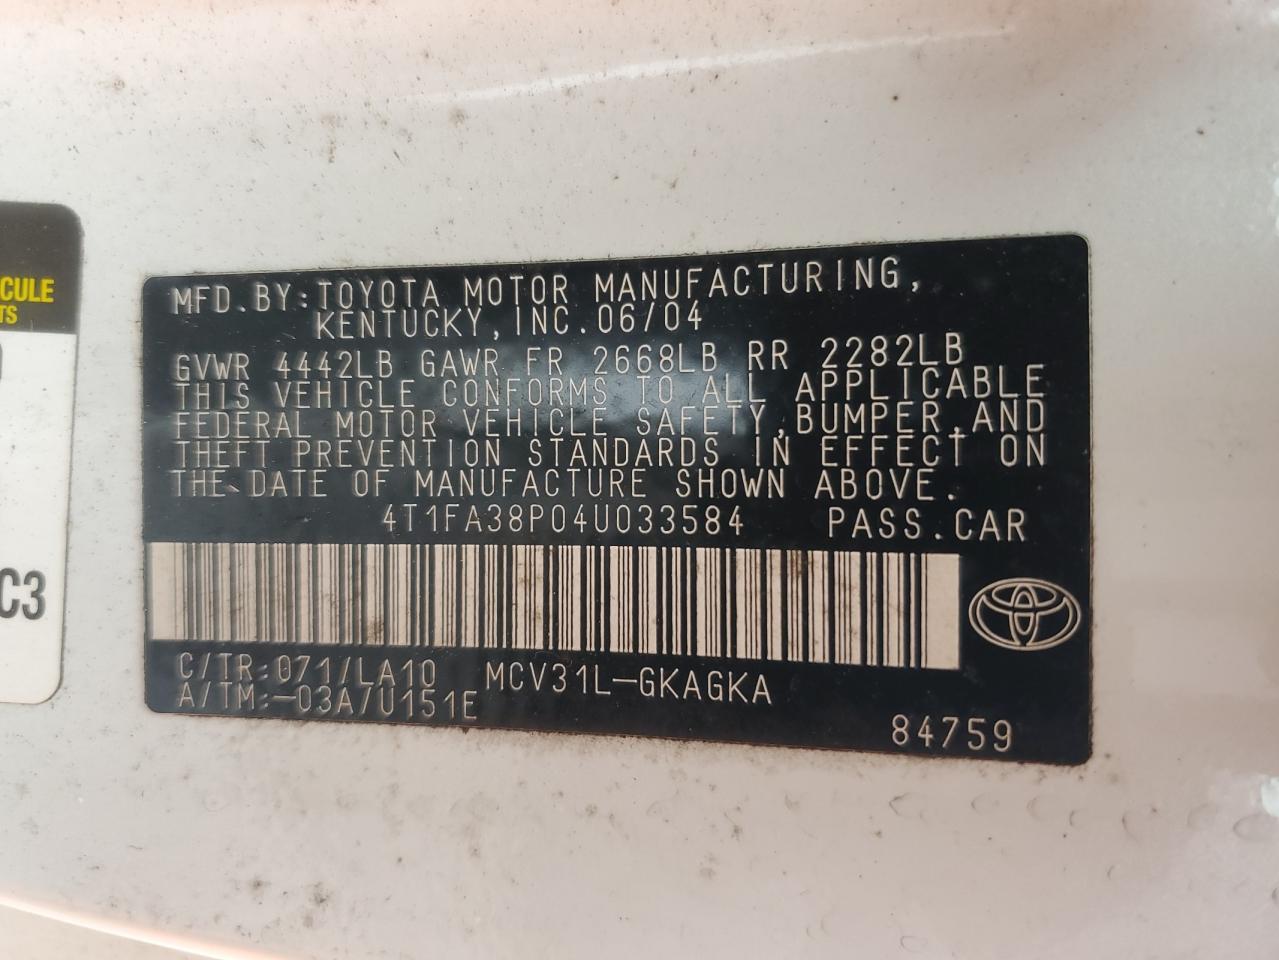 CULE
TS
C3
MFD.BY:TOYOTA MOTOR MANUFACTURING,
KENTUCKY,INC.06/04
GVWR 4442LB GAWR FR 2668LB RR 2282LB
THIS VEHICLE CONFORMS TO ALL APPLICABLE
FEDERAL MOTOR VEHICLE SAFETY,BUMPER,AND
THEFT PREVENTION STANDARDS IN EFFECT ON
THE DATE OF MANUFACTURE SHOWN ABOVE.
4T1FA38P04U033584 PASS.CAR
C/TR:071/LA10 MCV31L-GKAGKA
A/TM:-03A/U151E
84759